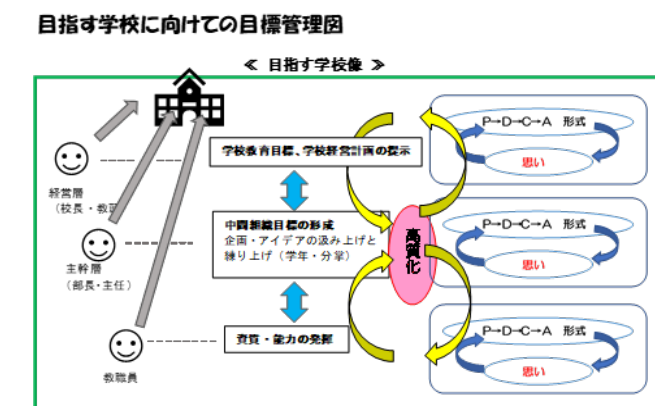 目指す学校に向けての目標管理図
≪ 目指す学校像 ≫
学校教育目標、学校経営計画の提示
経営層
（校長・教頭
中間組織目標の形成
企画・アイデアの汲み上げと
練り上げ（学年・分掌）
主幹層
（部長・主任）
資質・能力の発揮
教職員
高質化
P→D→C→A 形式
思い
P→D→C→A 形式
思い
P→D→C→A 形式
思い